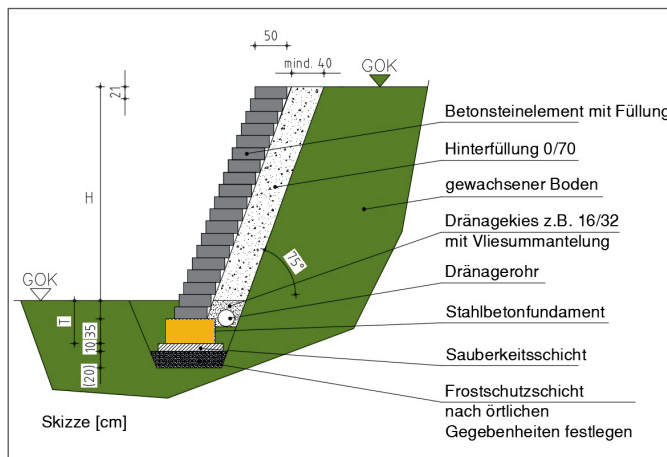 50
mind. 40
GOK
21
Betonsteinelement mit Füllung
Hinterfüllung 0/70
gewachsener Boden
H
Dränagekies z.B. 16/32
mit Vliesummantelung
75°
Dränagerohr
GOK
Stahlbetonfundament
T
35
10
Sauberkeitsschicht
(20)
Frostschutzschicht
nach örtlichen
Gegebenheiten festlegen
Skizze [cm]